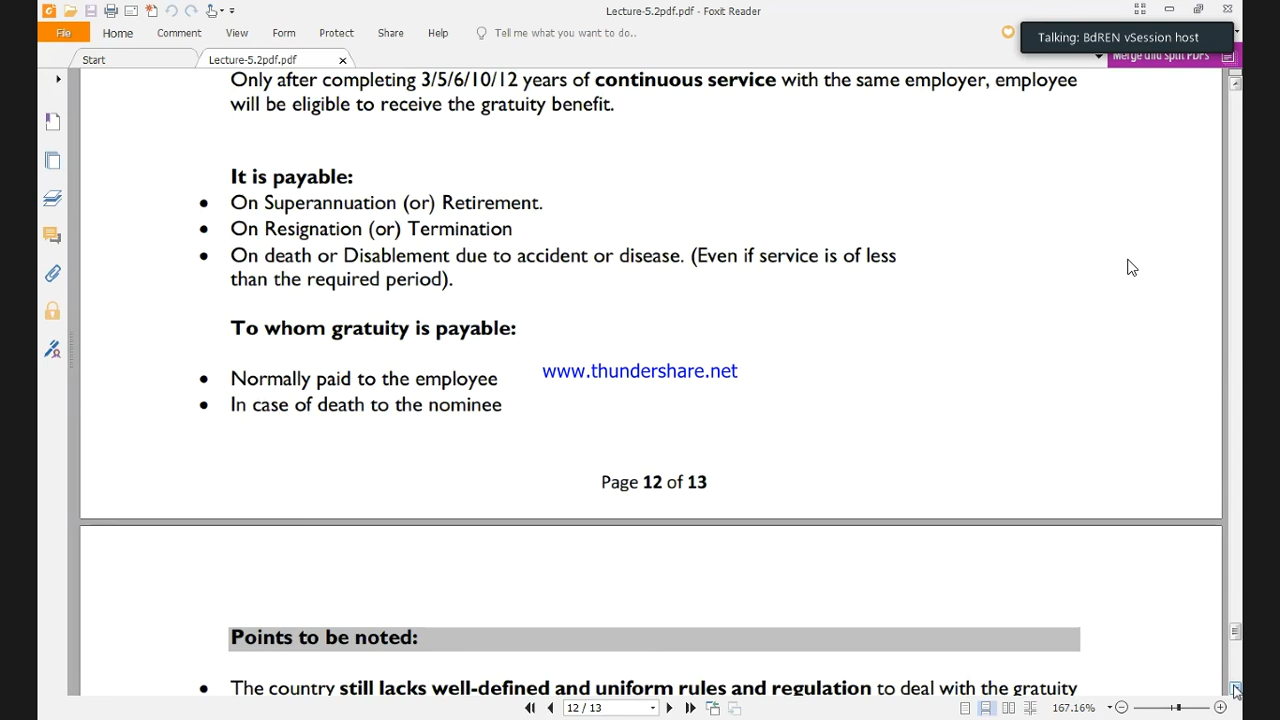 Lecture-5.2pdf.pdf - Foxit Reader
File Home Comment View Form Protect Share Help Tell me what you want to do..
Talking: BdREN vSession host
Start Lecture-5.2pdf.pdf
Merge and split PDFs
Only after completing 3/5/6/10/12 years of continuous service with the same employer, employee
will be eligible to receive the gratuity benefit.
It is payable:
• On Superannuation (or) Retirement.
• On Resignation (or) Termination
• On death or Disablement due to accident or disease. (Even if service is of less
than the required period).
To whom gratuity is payable:
• Normally paid to the employee
www.thundershare.net
• In case of death to the nominee
Page 12 of 13
Points to be noted:
• The country still lacks well-defined and uniform rules and regulation to deal with the gratuity
12 / 13
167.16%